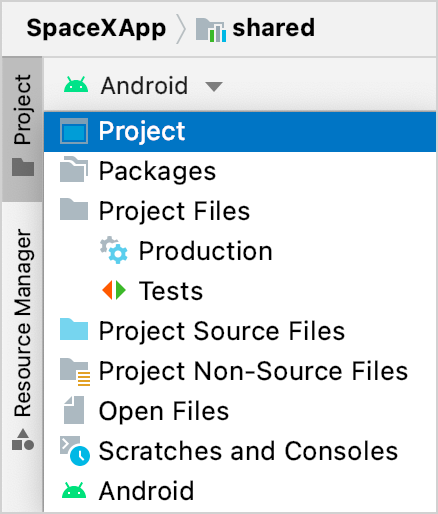 SpaceXApp shared
Project
Resource Manager
Android
Project
Packages
Project Files
Production
Tests
Project Source Files
Project Non-Source Files
Open Files
Scratches and Consoles
Android